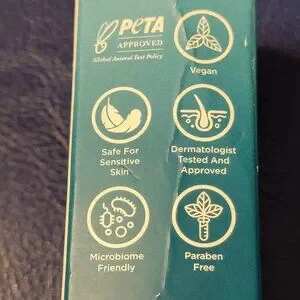 PETA
APPROVED
Global Animal Test Policy
Vegan
Safe For
Sensitive
Skin
Dermatologist
Tested And
Approved
Microbiome
Friendly
Paraben
Free